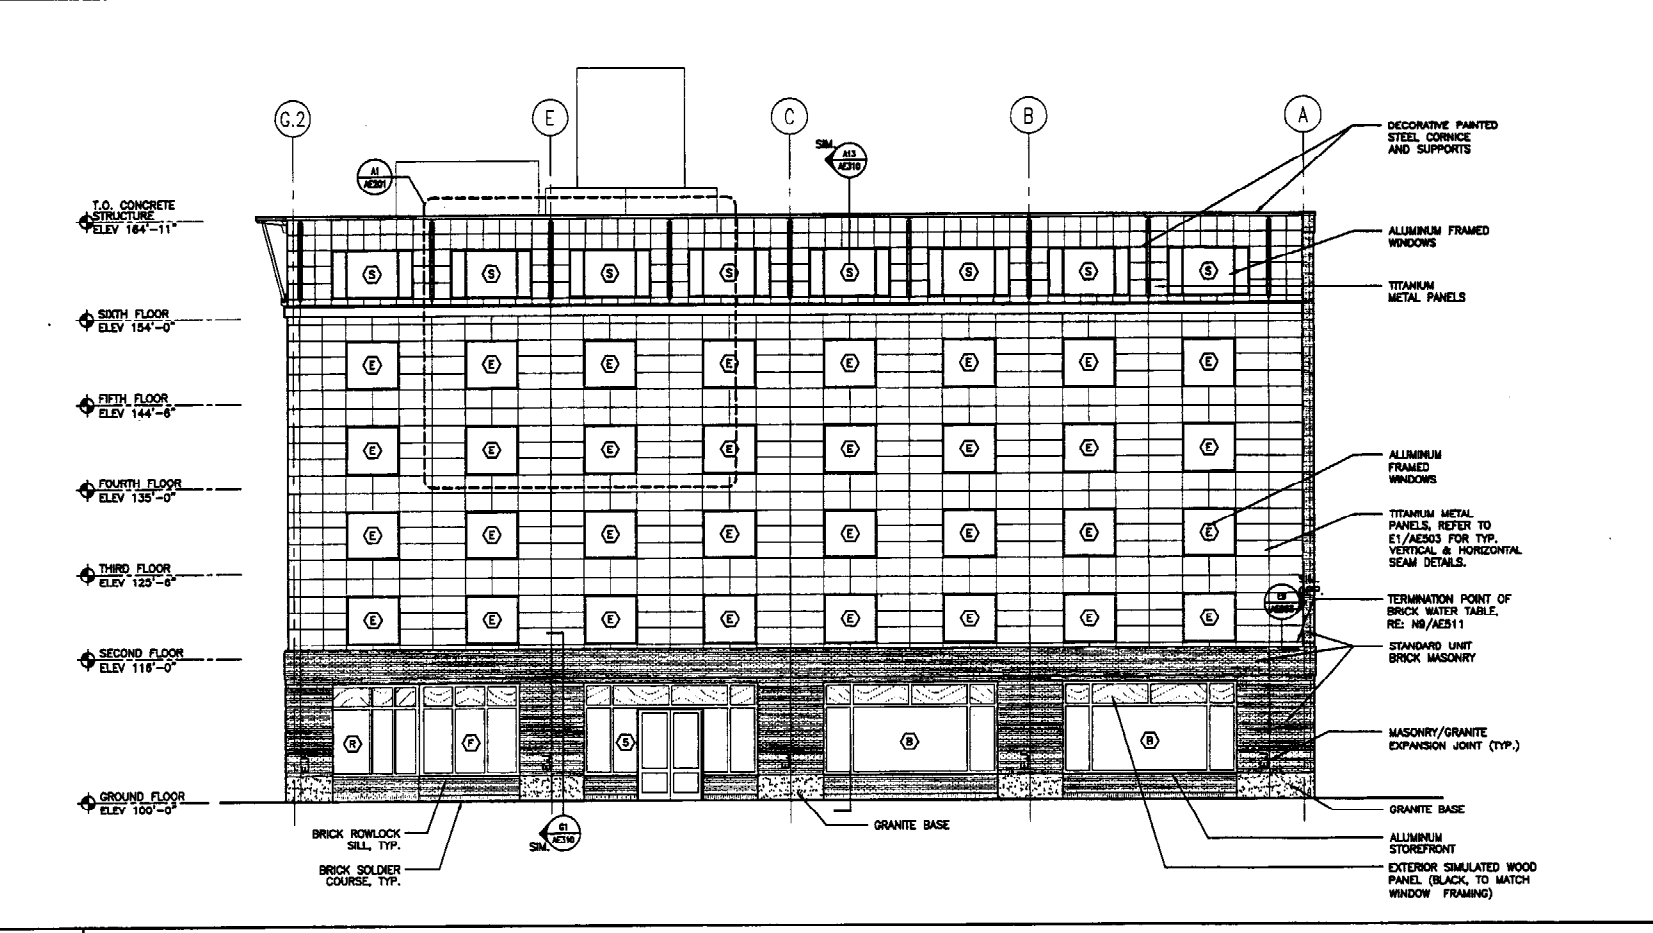 G.2
E
C
B
A
DECORATIVE PAINTED
STEEL CORNICE
AND SUPPORTS
SIM.
A13
AE310
A1
AE201
T.O. CONCRETE
STRUCTURE
ELEV 164'-11"
ALUMINUM FRAMED
WINDOWS
S S S S S S S S
TITANIUM
METAL PANELS
SIXTH FLOOR
ELEV 154'-0"
E E E E E E E E
FIFTH FLOOR
ELEV 144'-6"
E E E E E E E E
ALUMINUM
FRAMED
WINDOWS
FOURTH FLOOR
ELEV 135'-0"
TITANIUM METAL
PANELS, REFER TO
E1/AE503 FOR TYP.
VERTICAL & HORIZONTAL
SEAM DETAILS.
E E E E E E E E
THIRD FLOOR
ELEV 125'-6"
TERMINATION POINT OF
BRICK WATER TABLE,
RE: N9/AE511
E E E E E E E E
STANDARD UNIT
BRICK MASONRY
SECOND FLOOR
ELEV 116'-0"
R F 5 B B
MASONRY/GRANITE
EXPANSION JOINT (TYP.)
GROUND FLOOR
ELEV 100'-0"
GRANITE BASE
GRANITE BASE
BRICK ROWLOCK
SILL, TYP.
SIM.
G1
AE310
ALUMINUM
STOREFRONT
BRICK SOLDIER
COURSE, TYP.
EXTERIOR SIMULATED WOOD
PANEL (BLACK, TO MATCH
WINDOW FRAMING)